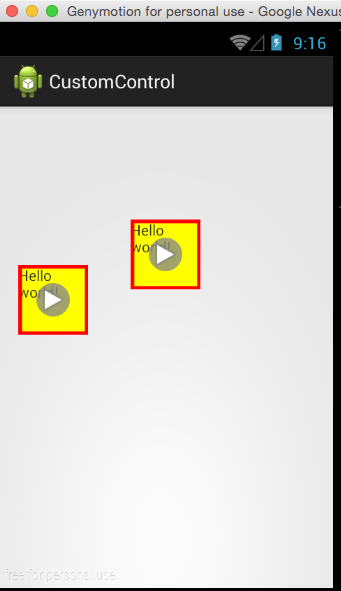 Genymotion for personal use - Google Nexus
9:16
CustomControl
Hello
world!
Hello
world!
free for personal use